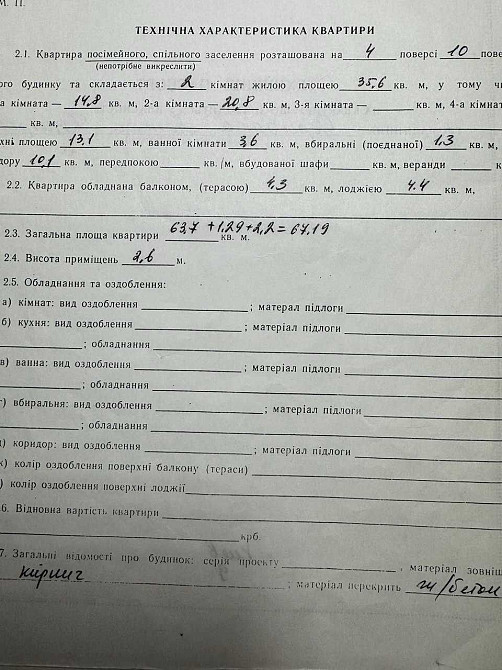 М. П.
ТЕХНІЧНА ХАРАКТЕРИСТИКА КВАРТИРИ
2.1. Квартира посімейного, спільного заселення розташована на 4 поверсі 10 пове
(непотрібне викреслити)
ого будинку та складається з: 2 кімнат жилою площею 35,6 кв. м, у тому чи
а кімната — 14,8 кв. м, 2-а кімната — 20,8 кв. м, 3-я кімната — кв. м, 4-а кімнат
кв. м,
хні площею 13,1 кв. м, ванної кімнати 3,6 кв. м, вбиральні (поєднаної) 1,3 кв. м,
дору 10,1 кв. м, передпокою кв. м, вбудованої шафи кв. м, веранди к
2.2. Квартира обладнана балконом, (терасою) 4,3 кв. м, лоджією 4.4 кв. м,
2.3. Загальна площа квартири 63,7 + 1,29 + 2,2 = 67,19
кв. м.
2.4. Висота приміщень 2,6 м.
2.5. Обладнання та оздоблення:
а) кімнат: вид оздоблення ; матерал підлоги
б) кухня: вид оздоблення ; матеріал підлоги
; обладнання
в) ванна: вид оздоблення ; матеріал підлоги
; обладнання
г) вбиральня: вид оздоблення ; матеріал підлоги
; обладнання
) коридор: вид оздоблення ; матеріал підлоги
) колір оздоблення поверхні балкону (тераси)
) колір оздоблення поверхні лоджії
6. Відновна вартість квартири
крб.
7. Загальні відомості про будинок: серія проекту , матеріал зовніш
кирпич ; матеріал перекрить ж/бетон